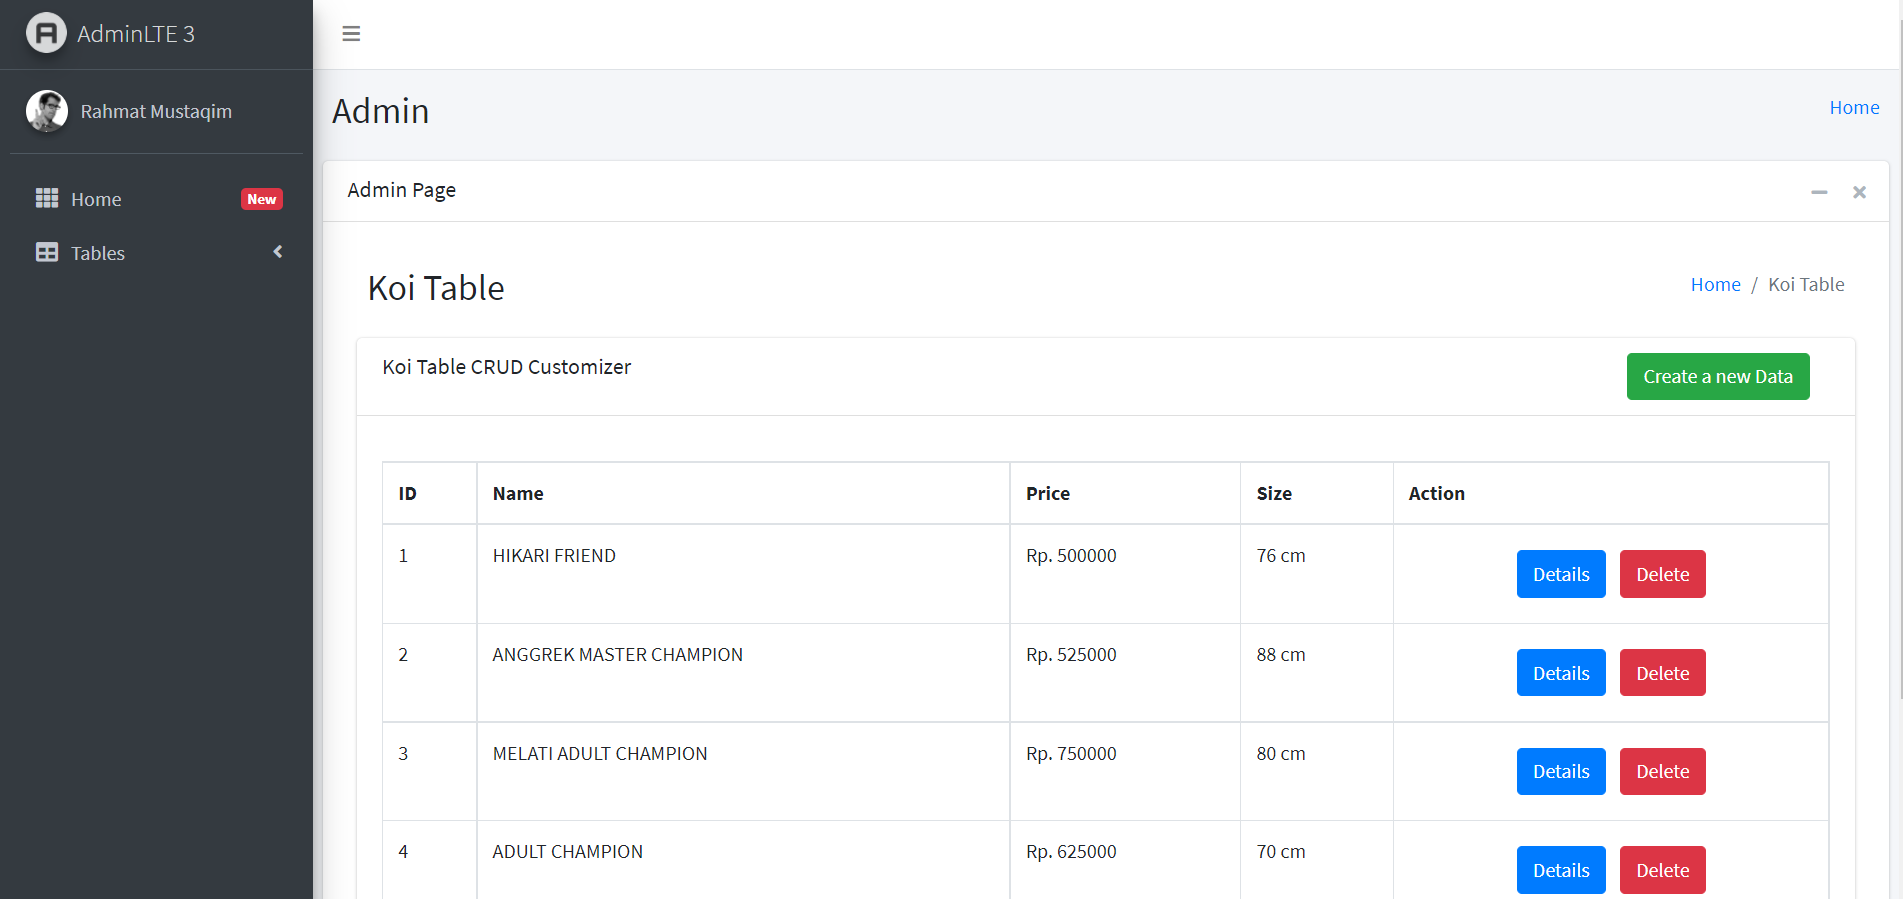 AdminLTE 3
Rahmat Mustaqim
Home New
Tables
Admin Home
Admin Page
Koi Table Home / Koi Table
Koi Table CRUD Customizer Create a new Data
ID Name Price Size Action
1 HIKARI FRIEND Rp. 500000 76 cm Details Delete
2 ANGGREK MASTER CHAMPION Rp. 525000 88 cm Details Delete
3 MELATI ADULT CHAMPION Rp. 750000 80 cm Details Delete
4 ADULT CHAMPION Rp. 625000 70 cm Details Delete